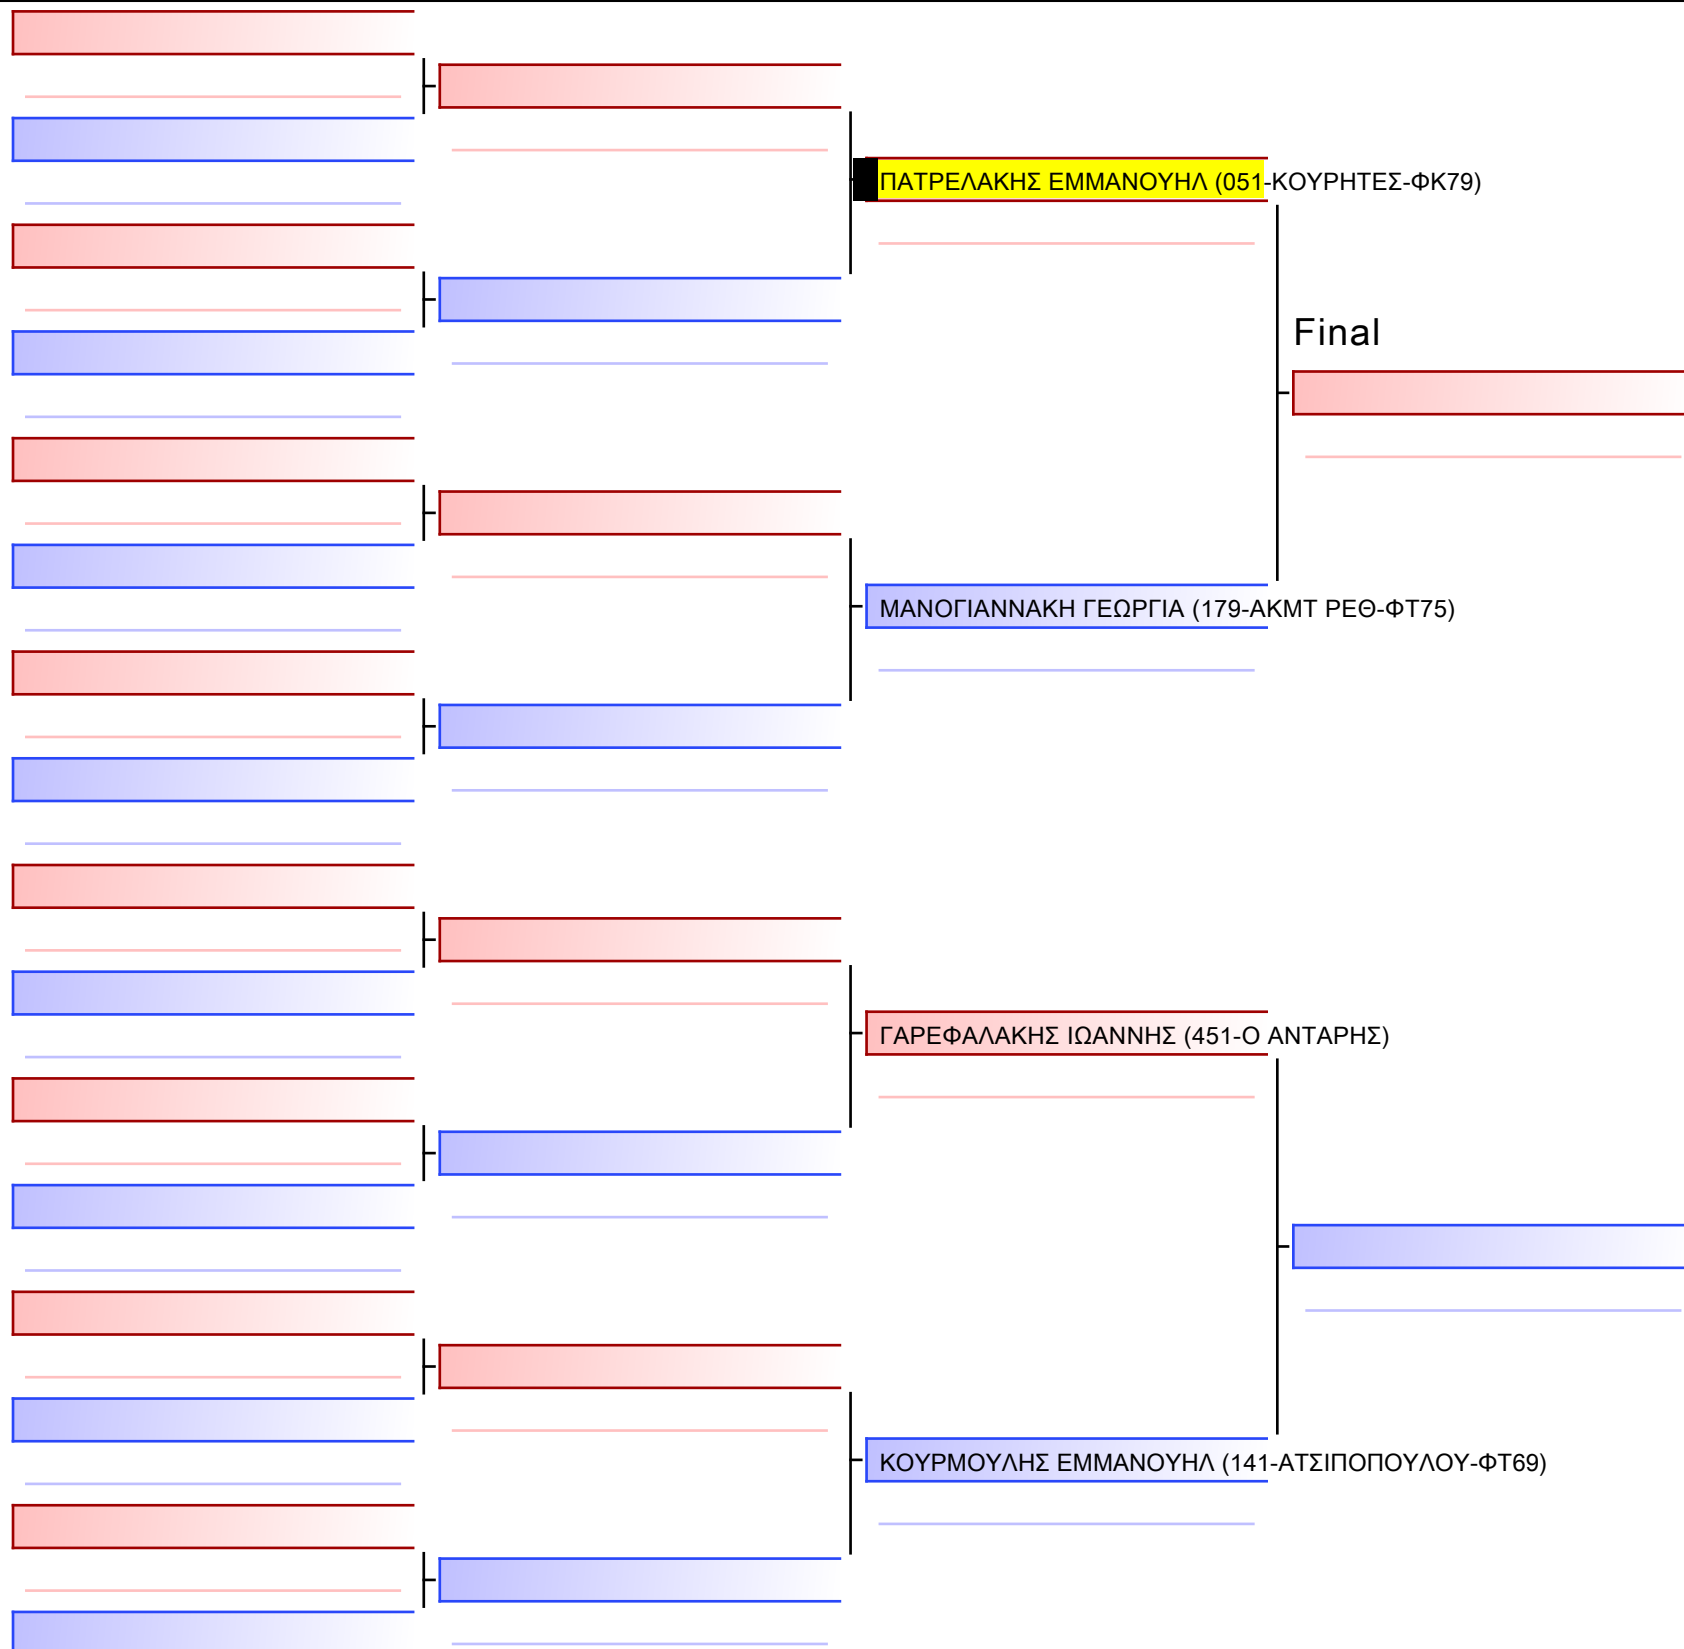 ΠΑΤΡΕΛΑΚΗΣ ΕΜΜΑΝΟΥΗΛ (051-ΚΟΥΡΗΤΕΣ-ΦΚ79)
Final
ΜΑΝΟΓΙΑΝΝΑΚΗ ΓΕΩΡΓΙΑ (179-ΑΚΜΤ ΡΕΘ-ΦΤ75)
ΓΑΡΕΦΑΛΑΚΗΣ ΙΩΑΝΝΗΣ (451-Ο ΑΝΤΑΡΗΣ)
ΚΟΥΡΜΟΥΛΗΣ ΕΜΜΑΝΟΥΗΛ (141-ΑΤΣΙΠΟΠΟΥΛΟΥ-ΦΤ69)